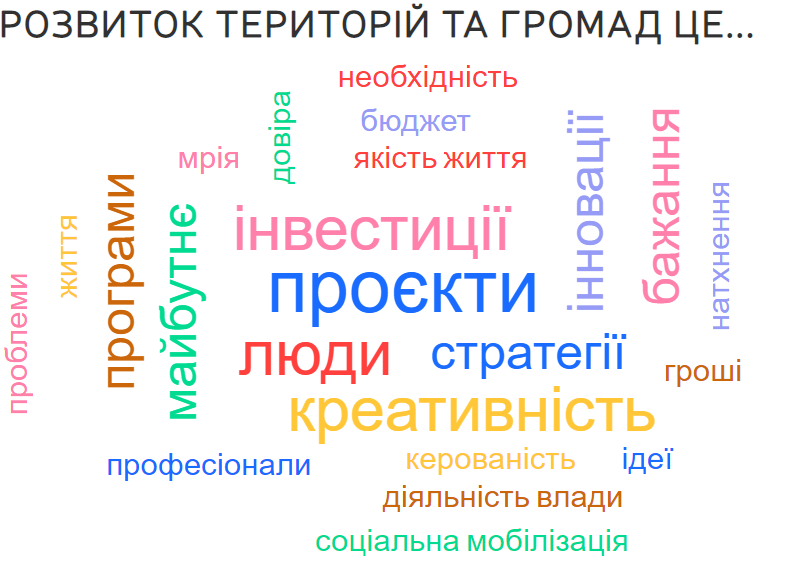 РОЗВИТОК ТЕРИТОРІЙ ТА ГРОМАД ЦЕ...
необхідність
довіра
бюджет
мрія
якість життя
інновації
бажання
натхнення
життя
програми
майбутнє
інвестиції
проєкти
проблеми
люди
стратегії
гроші
креативність
професіонали
керованість
ідеї
діяльність влади
соціальна мобілізація